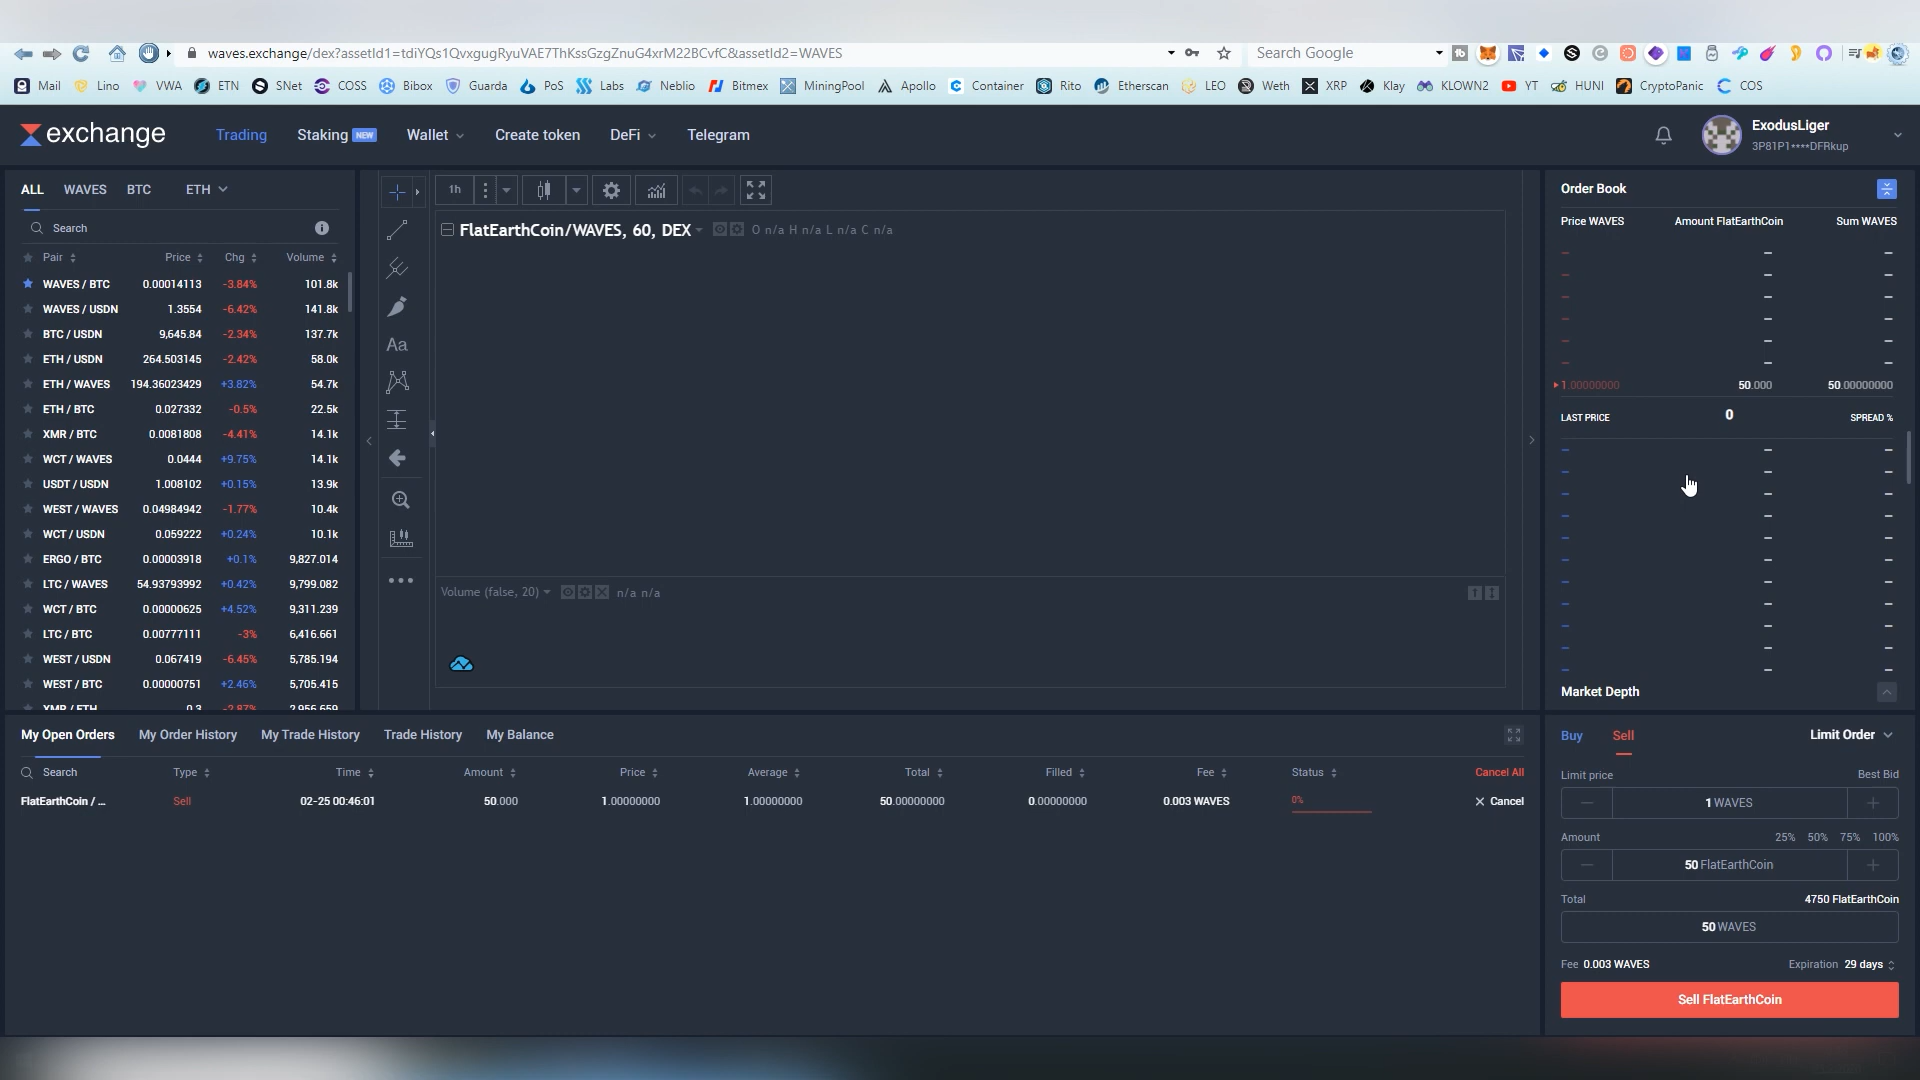 waves.exchange/dex?assetId1=tdiYQs1QvxgugRyuVAE7ThKssGzgZnuG4xrM22BCvfC&assetId2=WAVES
Search Google
Mail Lino VWA ETN SNet COSS Bibox Guarda PoS Labs Neblio Bitmex MiningPool Apollo Container Rito Etherscan LEO Weth XRP Klay KLOWN2 YT HUNI CryptoPanic COS
exchange
Trading Staking NEW Wallet Create token DeFi Telegram
ExodusLiger
3P81P1****DFRkup
ALL WAVES BTC ETH
Search
Pair Price Chg Volume
WAVES / BTC 0.00014113 -3.84% 101.8k
WAVES / USDN 1.3554 -6.42% 141.8k
BTC / USDN 9,645.84 -2.34% 137.7k
ETH / USDN 264.503145 -2.42% 58.0k
ETH / WAVES 194.36023429 +3.82% 54.7k
ETH / BTC 0.027332 -0.5% 22.5k
XMR / BTC 0.0081808 -4.41% 14.1k
WCT / WAVES 0.0444 +9.75% 14.1k
USDT / USDN 1.008102 +0.15% 13.9k
WEST / WAVES 0.04984942 -1.77% 10.4k
WCT / USDN 0.059222 +0.24% 10.1k
ERGO / BTC 0.00003918 +0.1% 9,827.014
LTC / WAVES 54.93793992 +0.42% 9,799.082
WCT / BTC 0.00000625 +4.52% 9,311.239
LTC / BTC 0.00777111 -3% 6,416.661
WEST / USDN 0.067419 -6.45% 5,785.194
WEST / BTC 0.00000751 +2.46% 5,705.415
XMR / ETH 0.3 -2.87% 2,956.659
1h
FlatEarthCoin/WAVES, 60, DEX O n/a H n/a L n/a C n/a
Aa
Volume (false, 20) n/a n/a
Order Book
Price WAVES Amount FlatEarthCoin Sum WAVES
1.00000000 50.000 50.00000000
LAST PRICE 0 SPREAD %
Market Depth
My Open Orders My Order History My Trade History Trade History My Balance
Search Type Time Amount Price Average Total Filled Fee Status Cancel All
FlatEarthCoin / ... Sell 02-25 00:46:01 50.000 1.00000000 1.00000000 50.00000000 0.00000000 0.003 WAVES 0% Cancel
Buy Sell Limit Order
Limit price Best Bid
1 WAVES
Amount 25% 50% 75% 100%
50 FlatEarthCoin
Total 4750 FlatEarthCoin
50 WAVES
Fee 0.003 WAVES Expiration 29 days
Sell FlatEarthCoin